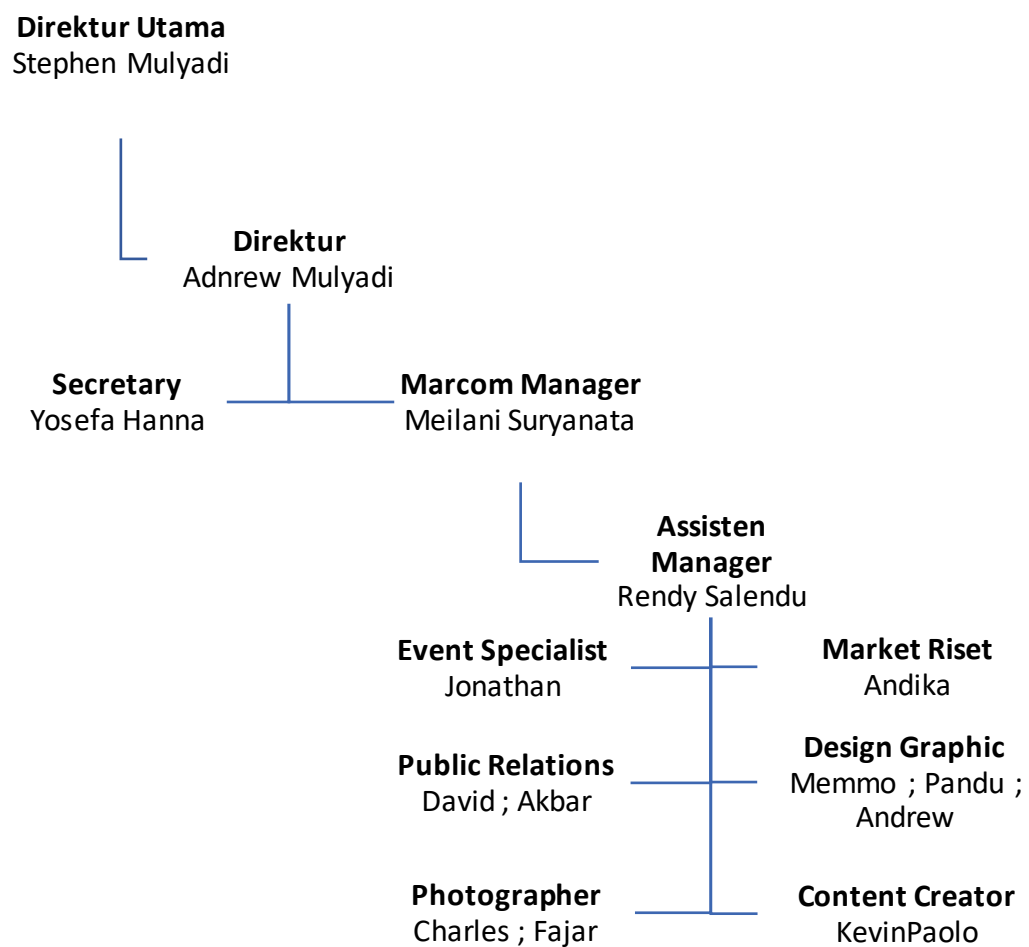 Direktur Utama
Stephen Mulyadi
Direktur
Adnrew Mulyadi
Secretary
Yosefa Hanna
Marcom Manager
Meilani Suryanata
Assisten
Manager
Rendy Salendu
Event Specialist
Jonathan
Market Riset
Andika
Public Relations
David ; Akbar
Design Graphic
Memmo ; Pandu ;
Andrew
Photographer
Charles ; Fajar
Content Creator
KevinPaolo